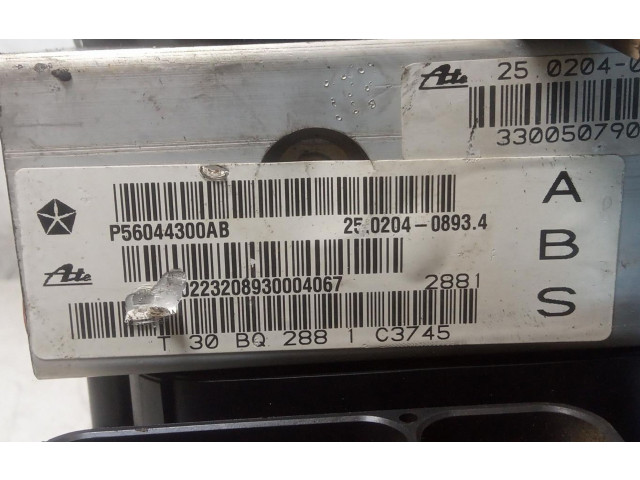 Ate 25.0204-0
330050790
P56044300AB 25.0204-0893.4
Ate
0223208930004067 2881
T 30 BQ 288 1 C3745
A
B
S